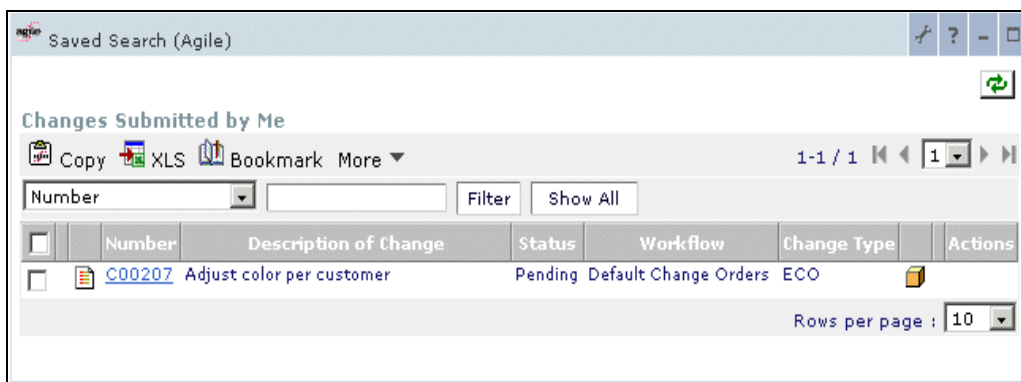 agile Saved Search (Agile) ?
Changes Submitted by Me
Copy XLS Bookmark More 1-1 / 1 1
Number Filter Show All
Number Description of Change Status Workflow Change Type Actions
C00207 Adjust color per customer Pending Default Change Orders ECO
Rows per page : 10